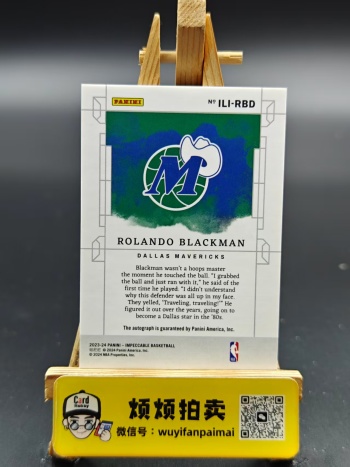 PANINI
Nº ILI-RBD
M
ROLANDO BLACKMAN
DALLAS MAVERICKS
Blackman wasn't a hoops master
the moment he touched the ball. "I grabbed
the ball and just ran with it," he said of the
first time he played. "I didn't understand
why this defender was all up in my face.
They yelled, 'Traveling, traveling!'" He
figured it out over the years, going on to
become a Dallas star in the '80s.
The autograph is guaranteed by Panini America, Inc.
2023-24 PANINI – IMPECCABLE BASKETBALL
© 2024 Panini America, Inc.
© 2024 NBA Properties, Inc.
NBA
Card
Hobby
烦烦拍卖
微信号：wuyifanpaimai